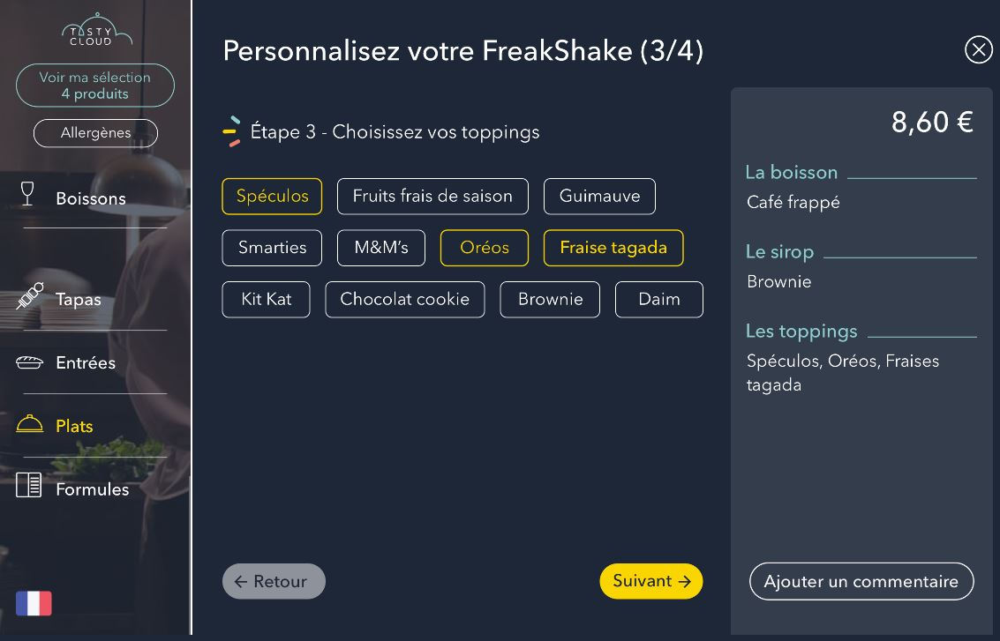 TASTY
CLOUD
Voir ma sélection
4 produits
Allergènes
Boissons
Tapas
Entrées
Plats
Formules
Personnalisez votre FreakShake (3/4)
Étape 3 - Choisissez vos toppings
Spéculos
Fruits frais de saison
Guimauve
Smarties
M&M’s
Oréos
Fraise tagada
Kit Kat
Chocolat cookie
Brownie
Daim
← Retour
Suivant →
8,60 €
La boisson
Café frappé
Le sirop
Brownie
Les toppings
Spéculos, Oréos, Fraises
tagada
Ajouter un commentaire